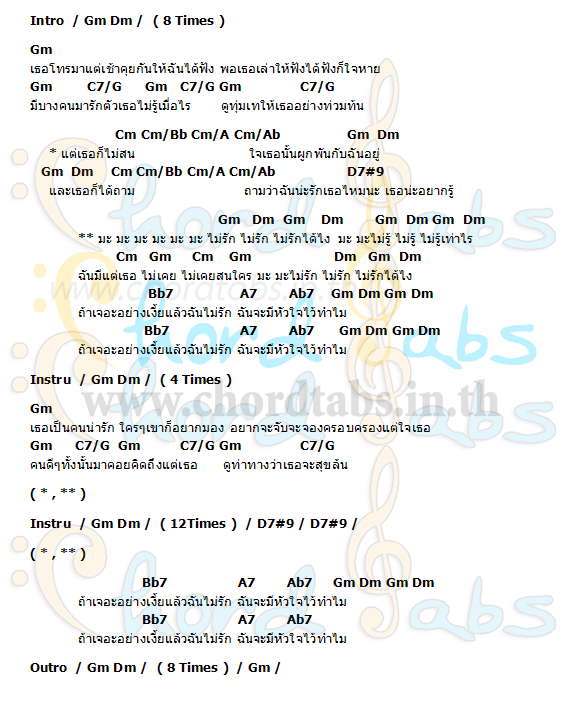 Intro / Gm Dm / ( 8 Times )
Gm
เธอโทรมาแต่เช้าคุยกันให้ฉันได้ฟัง พอเธอเล่าให้ฟังได้ฟังก็ใจหาย
Gm C7/G Gm C7/G Gm C7/G
มีบางคนมารักตัวเธอไม่รู้เมื่อไร ดูทุ่มเทให้เธออย่างท่วมท้น
Cm Cm/Bb Cm/A Cm/Ab Gm Dm
* แต่เธอก็ไม่สน ใจเธอนั้นผูกพันกับฉันอยู่
Gm Dm Cm Cm/Bb Cm/A Cm/Ab D7#9
และเธอก็ได้ถาม ถามว่าฉันน่ะรักเธอไหมนะ เธอน่ะอยากรู้
Gm Dm Gm Dm Gm Dm Gm Dm
** มะ มะ มะ มะ มะ มะ มะ ไม่รัก ไม่รัก ไม่รักได้ไง มะ มะไม่รู้ ไม่รู้ ไม่รู้เท่าไร
Cm Gm Cm Gm Dm Gm Dm
ฉันมีแต่เธอ ไม่เคย ไม่เคยสนใคร มะ มะไม่รัก ไม่รัก ไม่รักได้ไง
Bb7 A7 Ab7 Gm Dm Gm Dm
ถ้าเจอะอย่างเงี้ยแล้วฉันไม่รัก ฉันจะมีหัวใจไว้ทำไม
Bb7 A7 Ab7 Gm Dm Gm Dm
ถ้าเจอะอย่างเงี้ยแล้วฉันไม่รัก ฉันจะมีหัวใจไว้ทำไม
Instru / Gm Dm / ( 4 Times )
www.chordtabs.in.th
Gm
เธอเป็นคนน่ารัก ใครๆเขาก็อยากมอง อยากจะจับจะจองครอบครองแต่ใจเธอ
Gm C7/G Gm C7/G Gm C7/G
คนดีๆทั้งนั้นมาคอยคิดถึงแต่เธอ ดูท่าทางว่าเธอจะสุขล้น
( * , ** )
Instru / Gm Dm / ( 12Times ) / D7#9 / D7#9 /
( * , ** )
Bb7 A7 Ab7 Gm Dm Gm Dm
ถ้าเจอะอย่างเงี้ยแล้วฉันไม่รัก ฉันจะมีหัวใจไว้ทำไม
Bb7 A7 Ab7
ถ้าเจอะอย่างเงี้ยแล้วฉันไม่รัก ฉันจะมีหัวใจไว้ทำไม
Outro / Gm Dm / ( 8 Times ) / Gm /